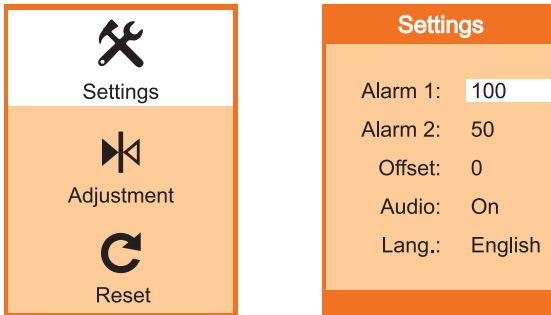 Settings
Adjustment
Reset
Settings
Alarm 1: 100
Alarm 2: 50
Offset: 0
Audio: On
Lang.: English